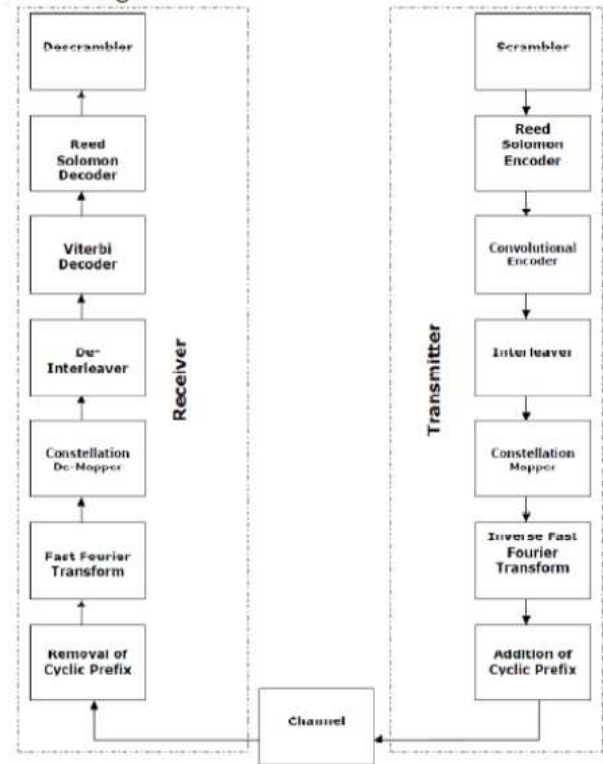 Descrambler
Reed
Solomon
Decoder
Viterbi
Decoder
De-
Interleaver
Constellation
De-Mapper
Fast Fourier
Transform
Removal of
Cyclic Prefix
Receiver
Channel
Transmitter
Scrambler
Reed
Solomon
Encoder
Convolutional
Encoder
Interleaver
Constellation
Mapper
Inverse Fast
Fourier
Transform
Addition of
Cyclic Prefix